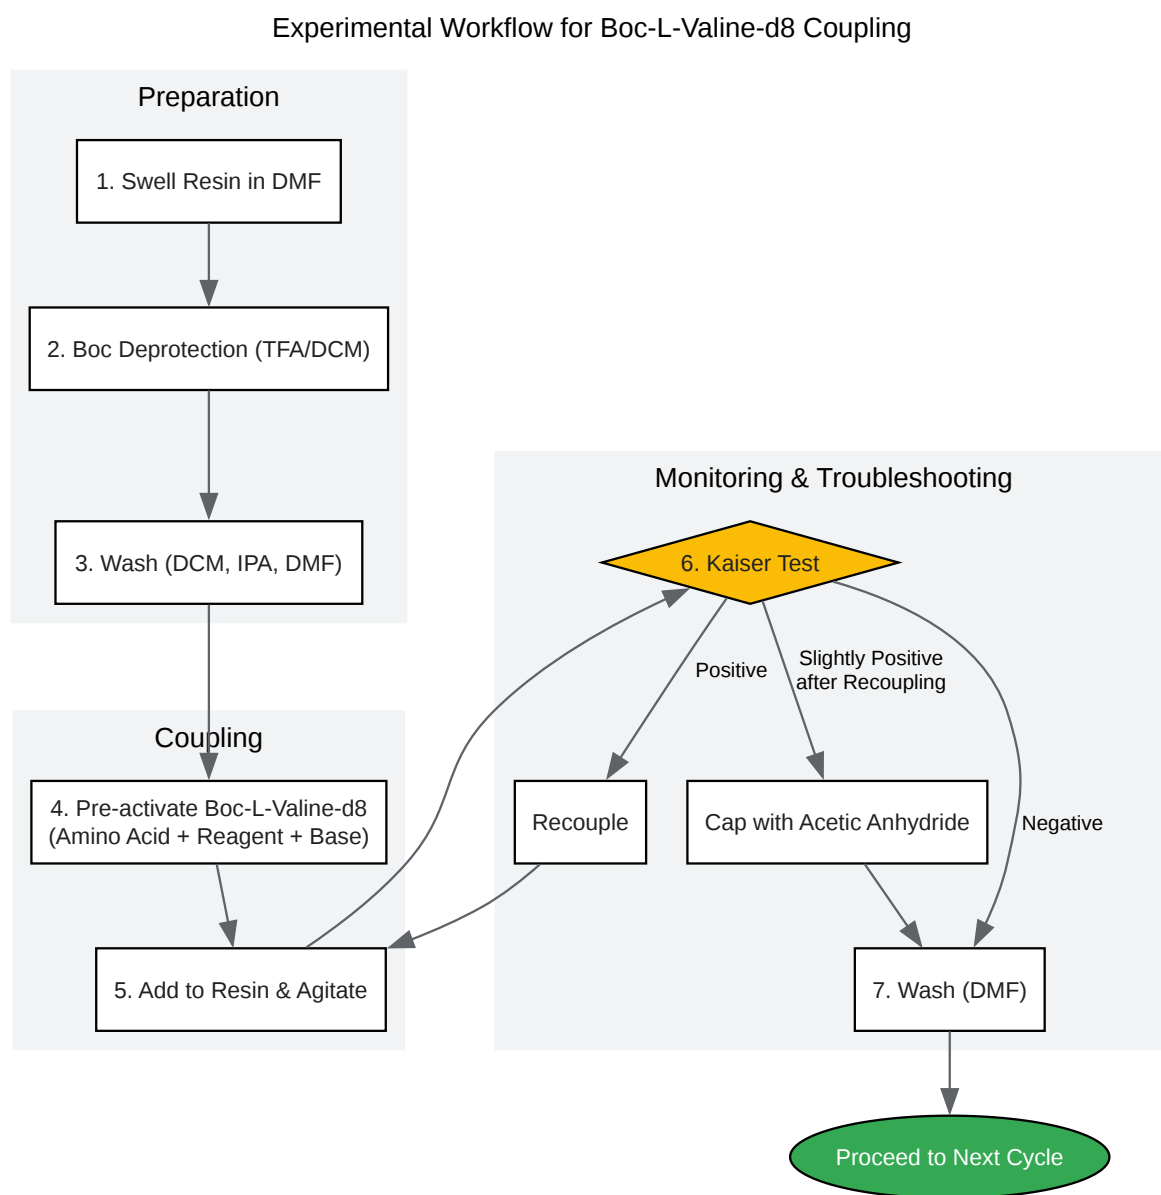 Experimental Workflow for Boc-L-Valine-d8 Coupling
Preparation
1. Swell Resin in DMF
2. Boc Deprotection (TFA/DCM)
3. Wash (DCM, IPA, DMF)
Coupling
4. Pre-activate Boc-L-Valine-d8
(Amino Acid + Reagent + Base)
5. Add to Resin & Agitate
Monitoring & Troubleshooting
6. Kaiser Test
Positive
Slightly Positive
after Recoupling
Negative
Recouple
Cap with Acetic Anhydride
7. Wash (DMF)
Proceed to Next Cycle